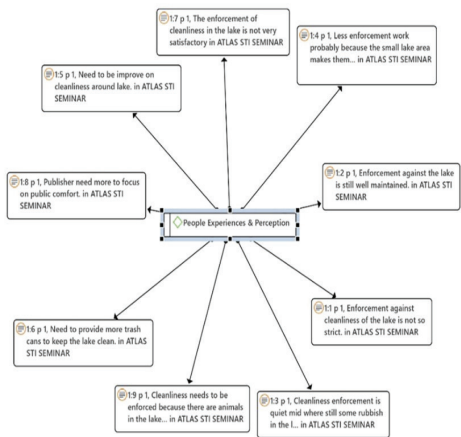 1:7 p 1, The enforcement of
cleanliness in the lake is not very
satisfactory in ATLAS STI
SEMINAR
1:4 p 1, Less enforcement work
probably because the small lake area
makes them... in ATLAS STI
SEMINAR
1:5 p 1, Need to be improve on
cleanliness around lake. in ATLAS STI
SEMINAR
1:8 p 1, Publisher need more to focus
on public comfort. in ATLAS STI
SEMINAR
1:2 p 1, Enforcement against the lake
is still well maintained. in ATLAS STI
SEMINAR
People Experiences & Perception
1:1 p 1, Enforcement against
cleanliness of the lake is not so
strict. in ATLAS STI SEMINAR
1:6 p 1, Need to provide more trash
cans to keep the lake clean. in ATLAS
STI SEMINAR
1:9 p 1, Cleanliness needs to be
enforced because there are animals
in the lake... in ATLAS STI SEMINAR
1:3 p 1, Cleanliness enforcement is
quiet mid where still some rubbish
in the l... in ATLAS STI SEMINAR